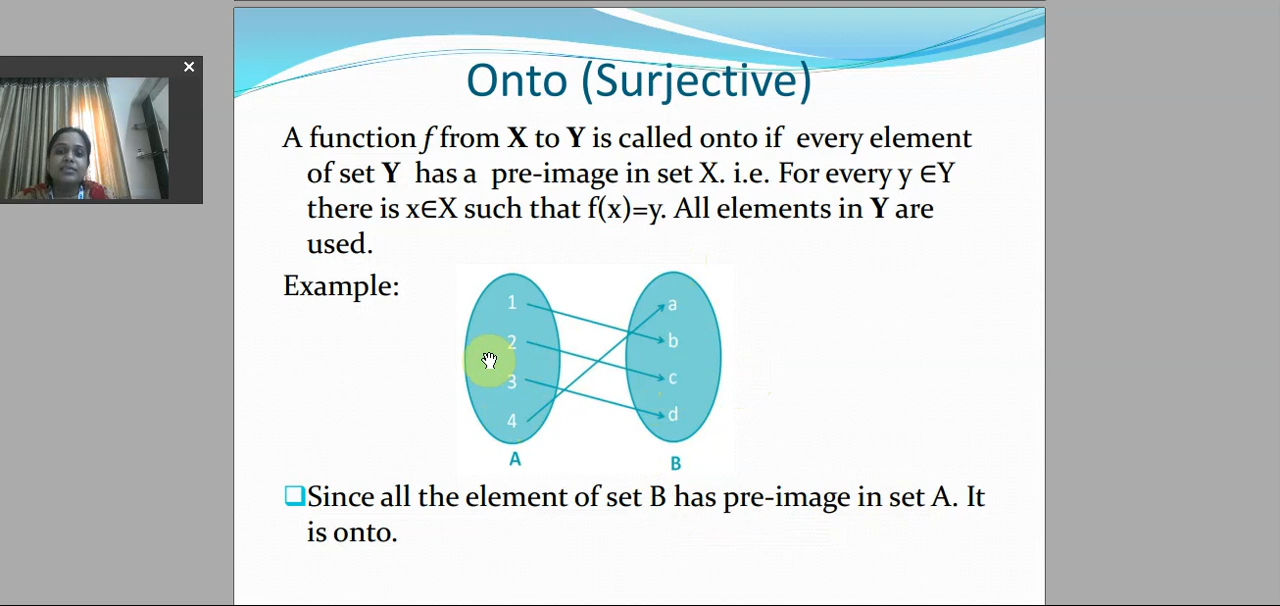 Onto (Surjective)
A function f from X to Y is called onto if every element
of set Y has a pre-image in set X. i.e. For every y ∈Y
there is x∈X such that f(x)=y. All elements in Y are
used.
Example:
1
2
3
4
A
a
b
c
d
B
❑Since all the element of set B has pre-image in set A. It
is onto.